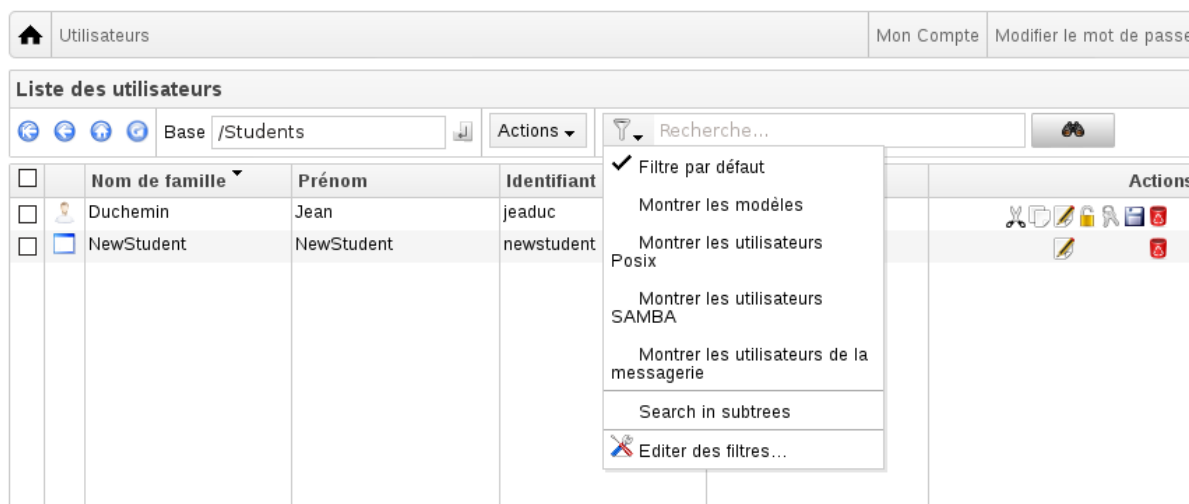 Utilisateurs Mon Compte Modifier le mot de passe
Liste des utilisateurs
Base /Students Actions Recherche...
Nom de famille Prénom Identifiant Actions
Duchemin Jean jeaduc
NewStudent NewStudent newstudent
Filtre par défaut
Montrer les modèles
Montrer les utilisateurs
Posix
Montrer les utilisateurs
SAMBA
Montrer les utilisateurs de la
messagerie
Search in subtrees
Editer des filtres...